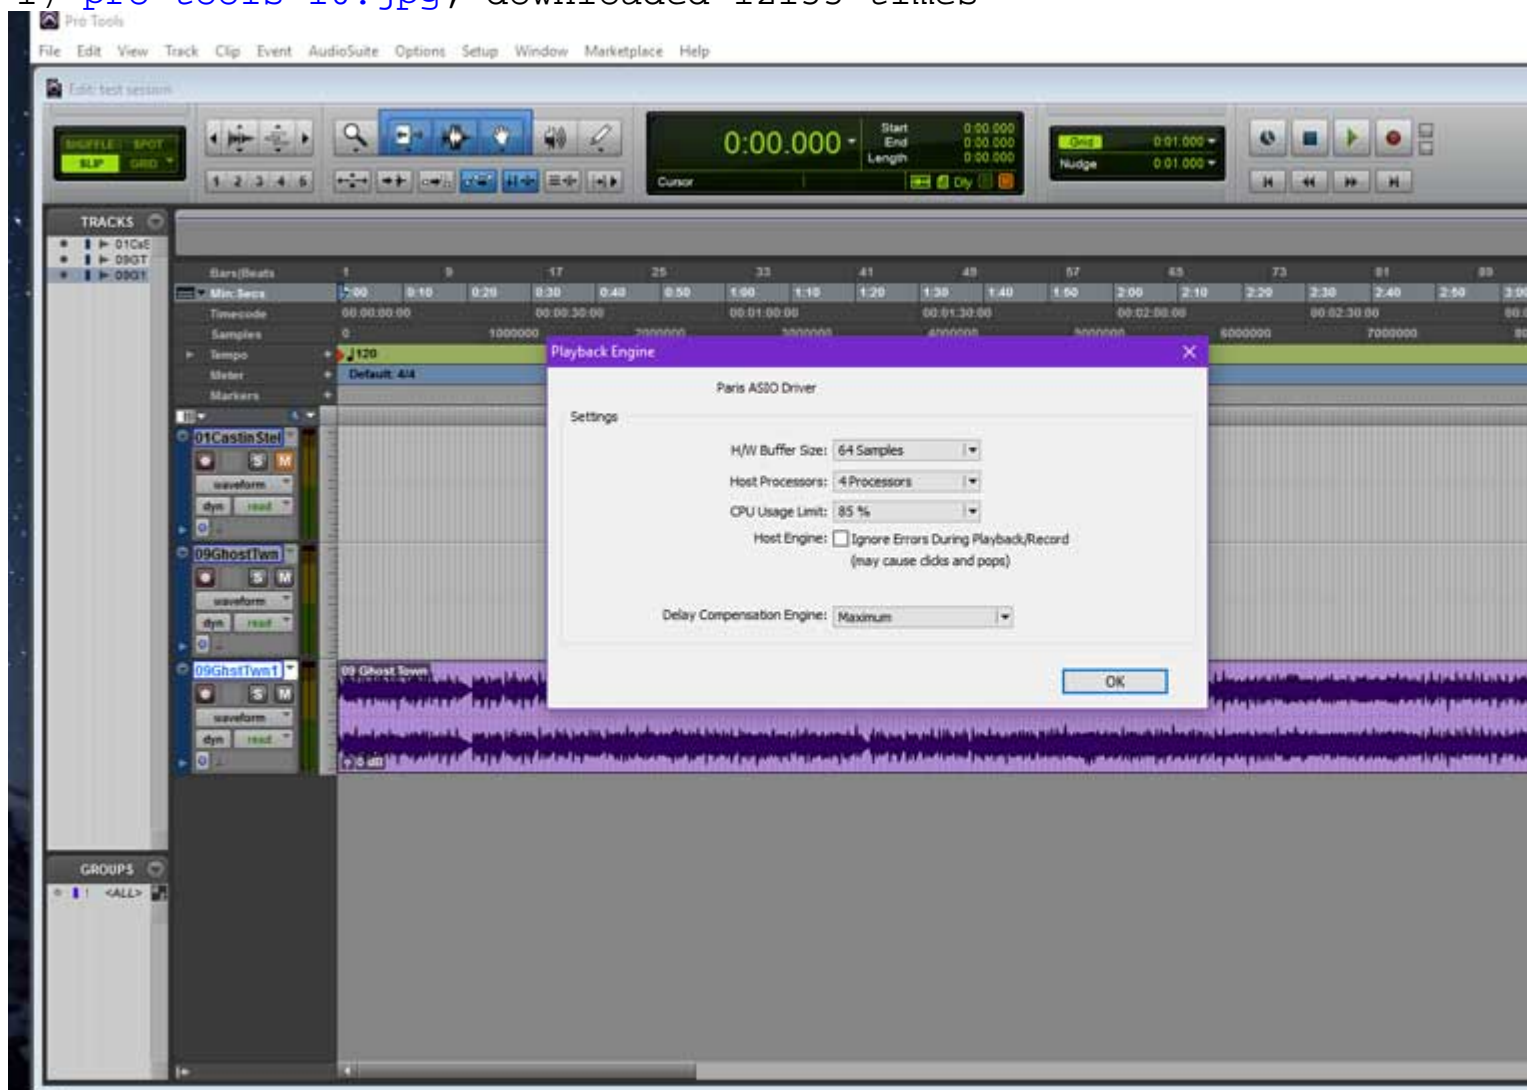 Pro Tools
File Edit View Track Clip Event AudioSuite Options Setup Window Marketplace Help
Edit: test session
SHUFFLE SPOT
SLIP GRID
1 2 3 4 5
0:00.000
Start 0:00.000
End 0:00.000
Length 0:00.000
Cursor
Dly
Grid 0:01.000
Nudge 0:01.000
TRACKS
09GT
Bars|Beats 1 9 17 25 33 41 49 57 65 73 81 89
Min:Secs 0:00 0:10 0:20 0:30 0:40 0:50 1:00 1:10 1:20 1:30 1:40 1:50 2:00 2:10 2:20 2:30 2:40 2:50
Timecode 00:00:00:00 00:00:30:00 00:01:00:00 00:01:30:00 00:02:00:00 00:02:30:00
Samples 0 1000000 2000000 3000000 4000000 5000000 6000000 7000000
Tempo 120
Meter Default: 4/4
Markers
Playback Engine
Paris ASIO Driver
Settings
H/W Buffer Size: 64 Samples
Host Processors: 4 Processors
CPU Usage Limit: 85 %
Host Engine: Ignore Errors During Playback/Record
(may cause clicks and pops)
Delay Compensation Engine: Maximum
OK
01CastinStel
S M
waveform
dyn read
09GhostTwn
S M
waveform
dyn read
09GhstTwn1
S M
waveform
dyn read
09 Ghost Town
0 dB
GROUPS
! <ALL>